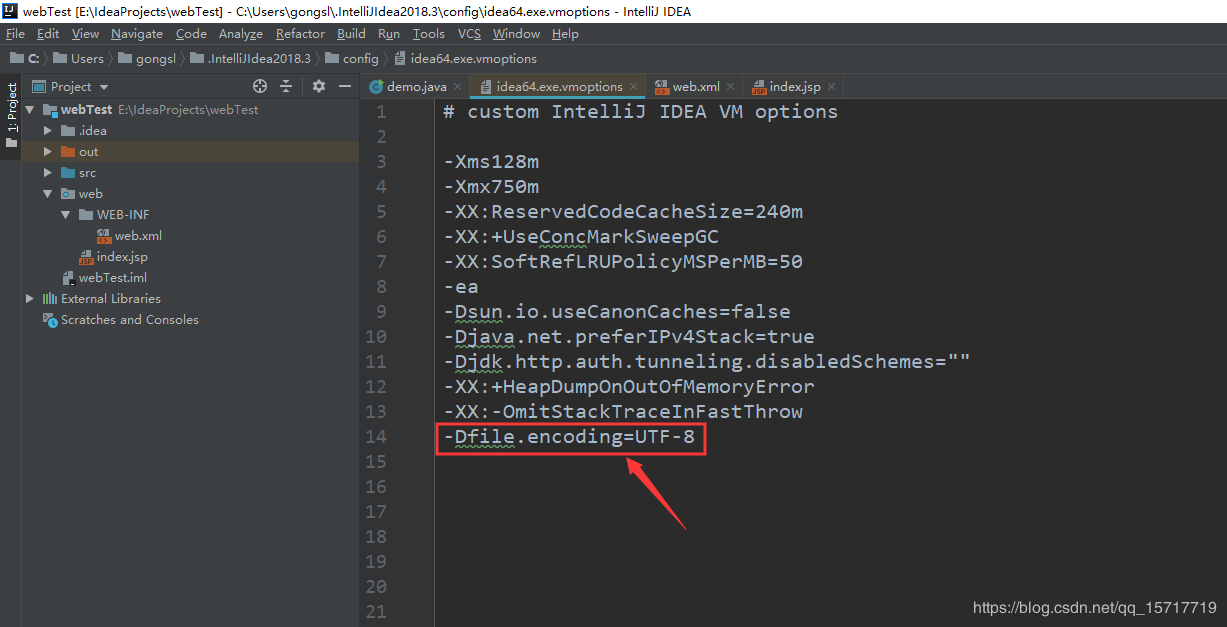 webTest [E:\IdeaProjects\webTest] - C:\Users\gongsl\.IntelliJIdea2018.3\config\idea64.exe.vmoptions - IntelliJ IDEA
File Edit View Navigate Code Analyze Refactor Build Run Tools VCS Window Help
C: Users gongsl .IntelliJIdea2018.3 config idea64.exe.vmoptions
1: Project
Project
webTest E:\IdeaProjects\webTest
.idea
out
src
web
WEB-INF
web.xml
index.jsp
webTest.iml
External Libraries
Scratches and Consoles
demo.java idea64.exe.vmoptions web.xml index.jsp
1 # custom IntelliJ IDEA VM options
2
3 -Xms128m
4 -Xmx750m
5 -XX:ReservedCodeCacheSize=240m
6 -XX:+UseConcMarkSweepGC
7 -XX:SoftRefLRUPolicyMSPerMB=50
8 -ea
9 -Dsun.io.useCanonCaches=false
10 -Djava.net.preferIPv4Stack=true
11 -Djdk.http.auth.tunneling.disabledSchemes=""
12 -XX:+HeapDumpOnOutOfMemoryError
13 -XX:-OmitStackTraceInFastThrow
14 -Dfile.encoding=UTF-8
15
16
17
18
19
20
21
https://blog.csdn.net/qq_15717719